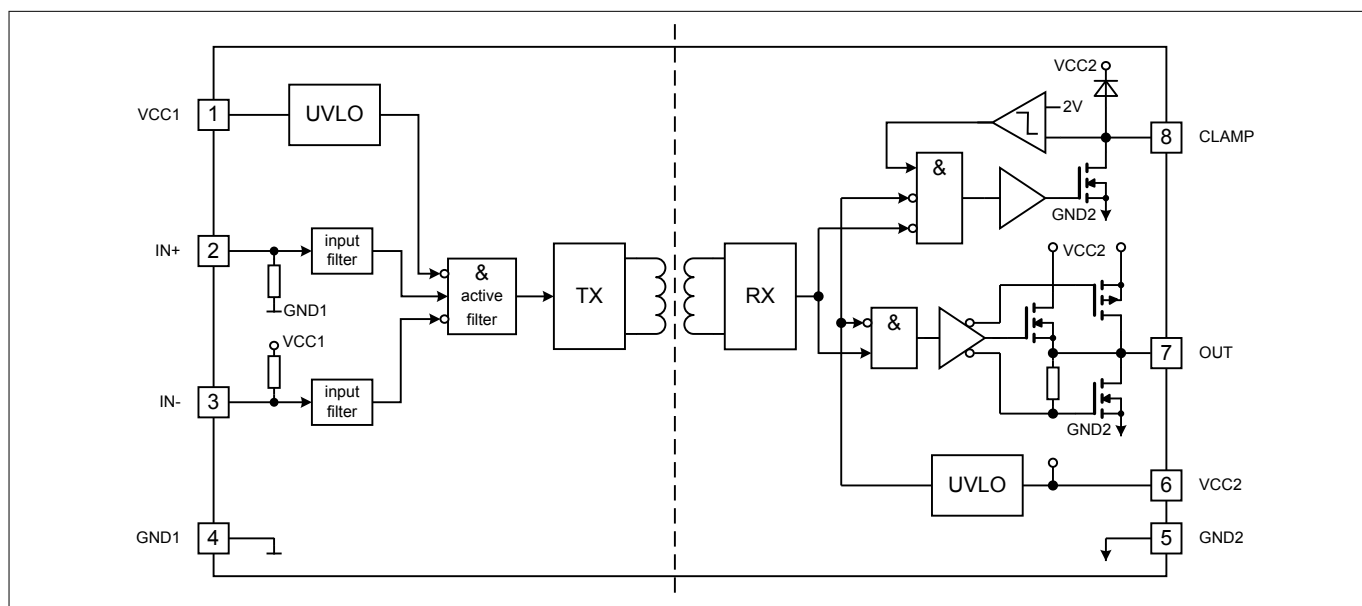 VCC1
1
UVLO
IN+
2
input
filter
GND1
VCC1
IN-
3
input
filter
GND1
4
&
active
filter
TX
RX
VCC2
2V
8
CLAMP
&
GND2
VCC2
&
7
OUT
GND2
UVLO
6
VCC2
5
GND2